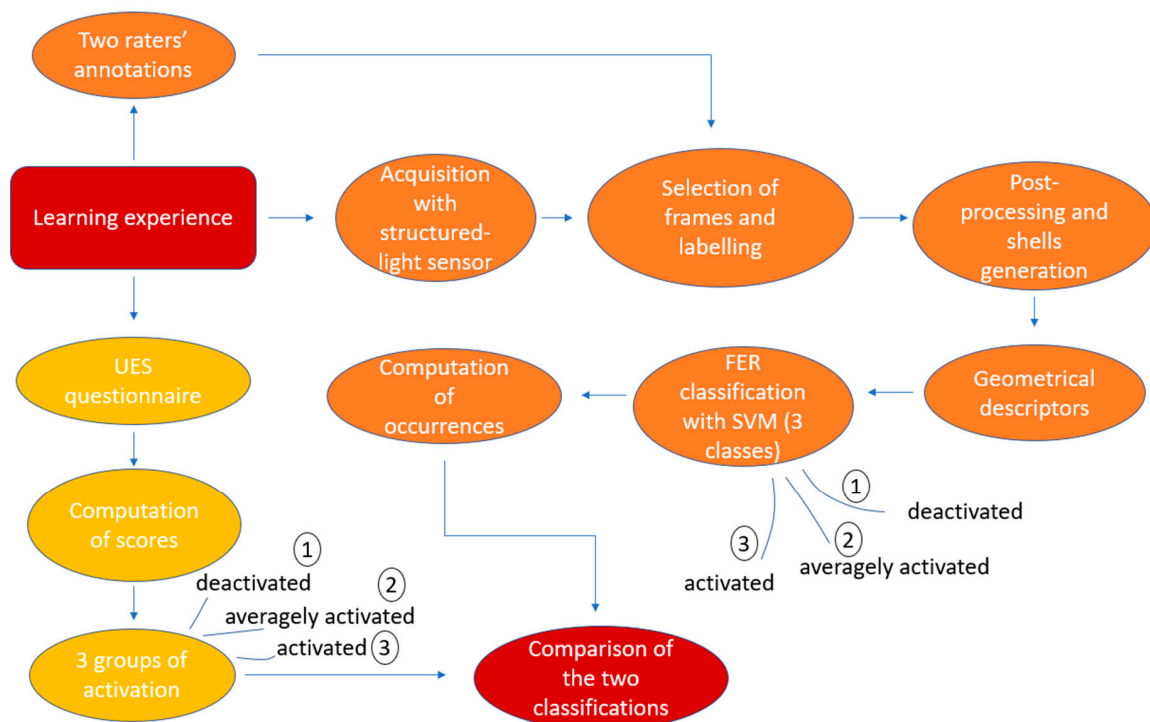 Two raters'
annotations
Learning experience
Acquisition
with
structured-
light sensor
Selection of
frames and
labelling
Post-
processing and
shells
generation
UES
questionnaire
Computation
of
occurrences
FER
classification
with SVM (3
classes)
Geometrical
descriptors
Computation
of scores
1
deactivated
2
averagely activated
3
activated
1
deactivated
2
averagely activated
activated 3
3 groups of
activation
Comparison of
the two
classifications